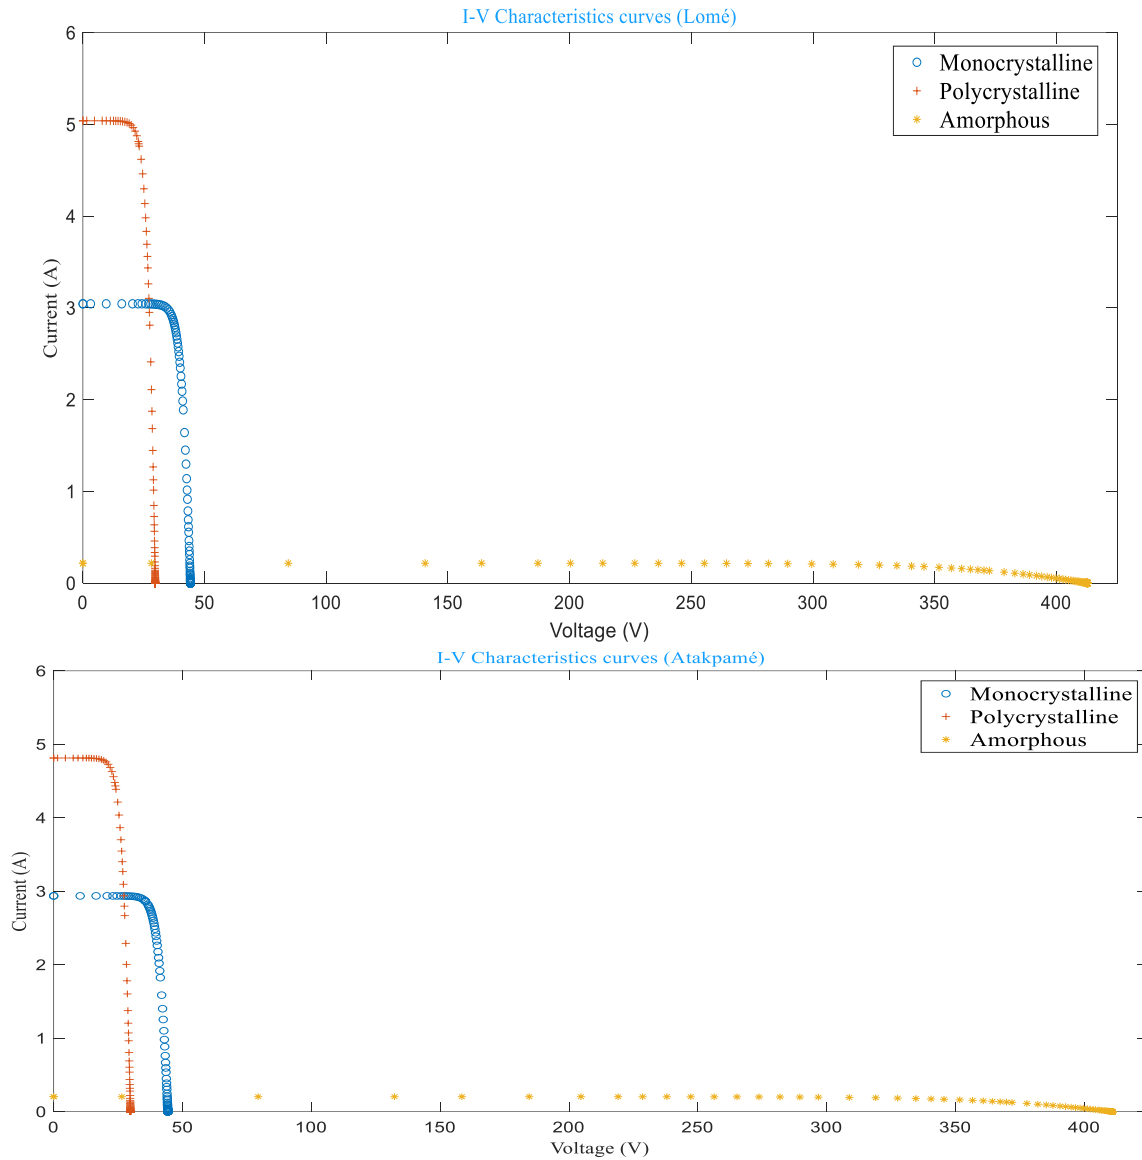 I-V Characteristics curves (Lomé)
6
5
4
3
2
1
0
Current (A)
Monocrystalline
Polycrystalline
Amorphous
0 50 100 150 200 250 300 350 400
Voltage (V)
I-V Characteristics curves (Atakpamé)
6
5
4
3
2
1
0
Current (A)
Monocrystalline
Polycrystalline
Amorphous
0 50 100 150 200 250 300 350 400
Voltage (V)